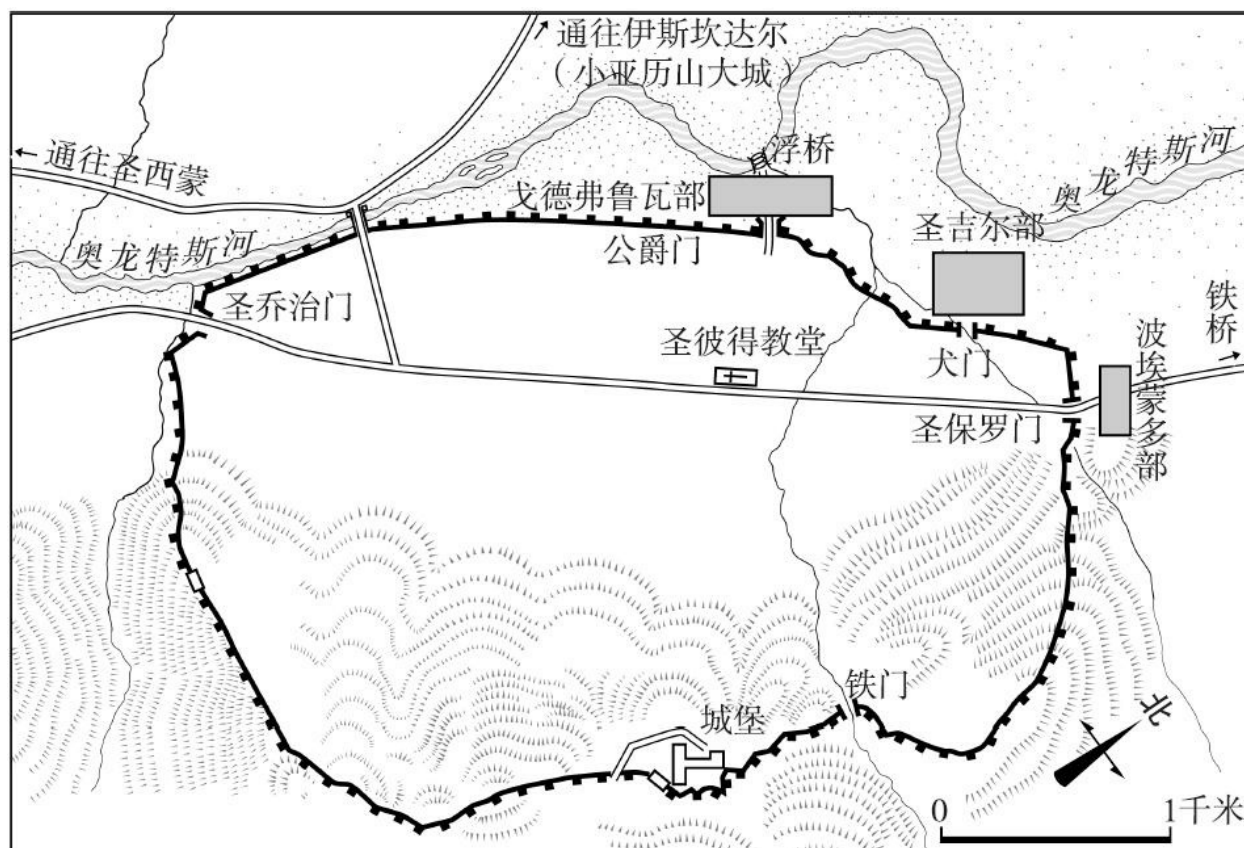 通往伊斯坎达尔
（小亚历山大城）
通往圣西蒙
浮桥
奥龙特斯河
戈德弗鲁瓦部
圣吉尔部
公爵门
奥龙特斯河
圣乔治门
铁桥
圣彼得教堂
犬门
波埃蒙多部
圣保罗门
铁门
城堡
北
0 1千米